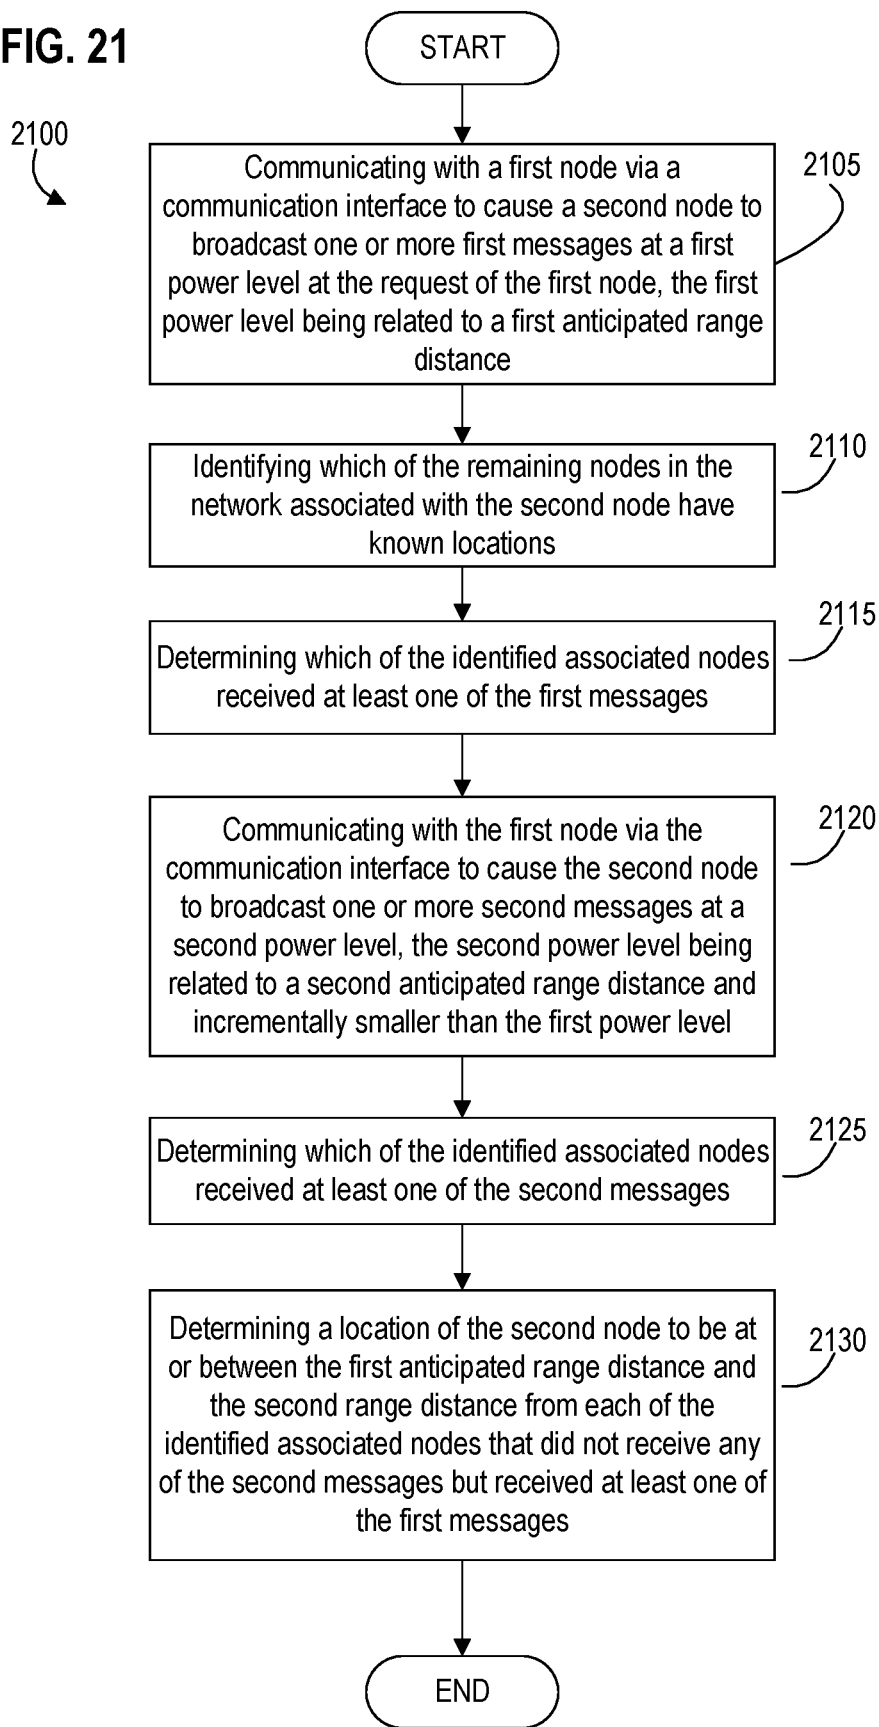 FIG. 21
START
2100
2105
Communicating with a first node via a
communication interface to cause a second node to
broadcast one or more first messages at a first
power level at the request of the first node, the first
power level being related to a first anticipated range
distance
2110
Identifying which of the remaining nodes in the
network associated with the second node have
known locations
2115
Determining which of the identified associated nodes
received at least one of the first messages
2120
Communicating with the first node via the
communication interface to cause the second node
to broadcast one or more second messages at a
second power level, the second power level being
related to a second anticipated range distance and
incrementally smaller than the first power level
2125
Determining which of the identified associated nodes
received at least one of the second messages
2130
Determining a location of the second node to be at
or between the first anticipated range distance and
the second range distance from each of the
identified associated nodes that did not receive any
of the second messages but received at least one of
the first messages
END